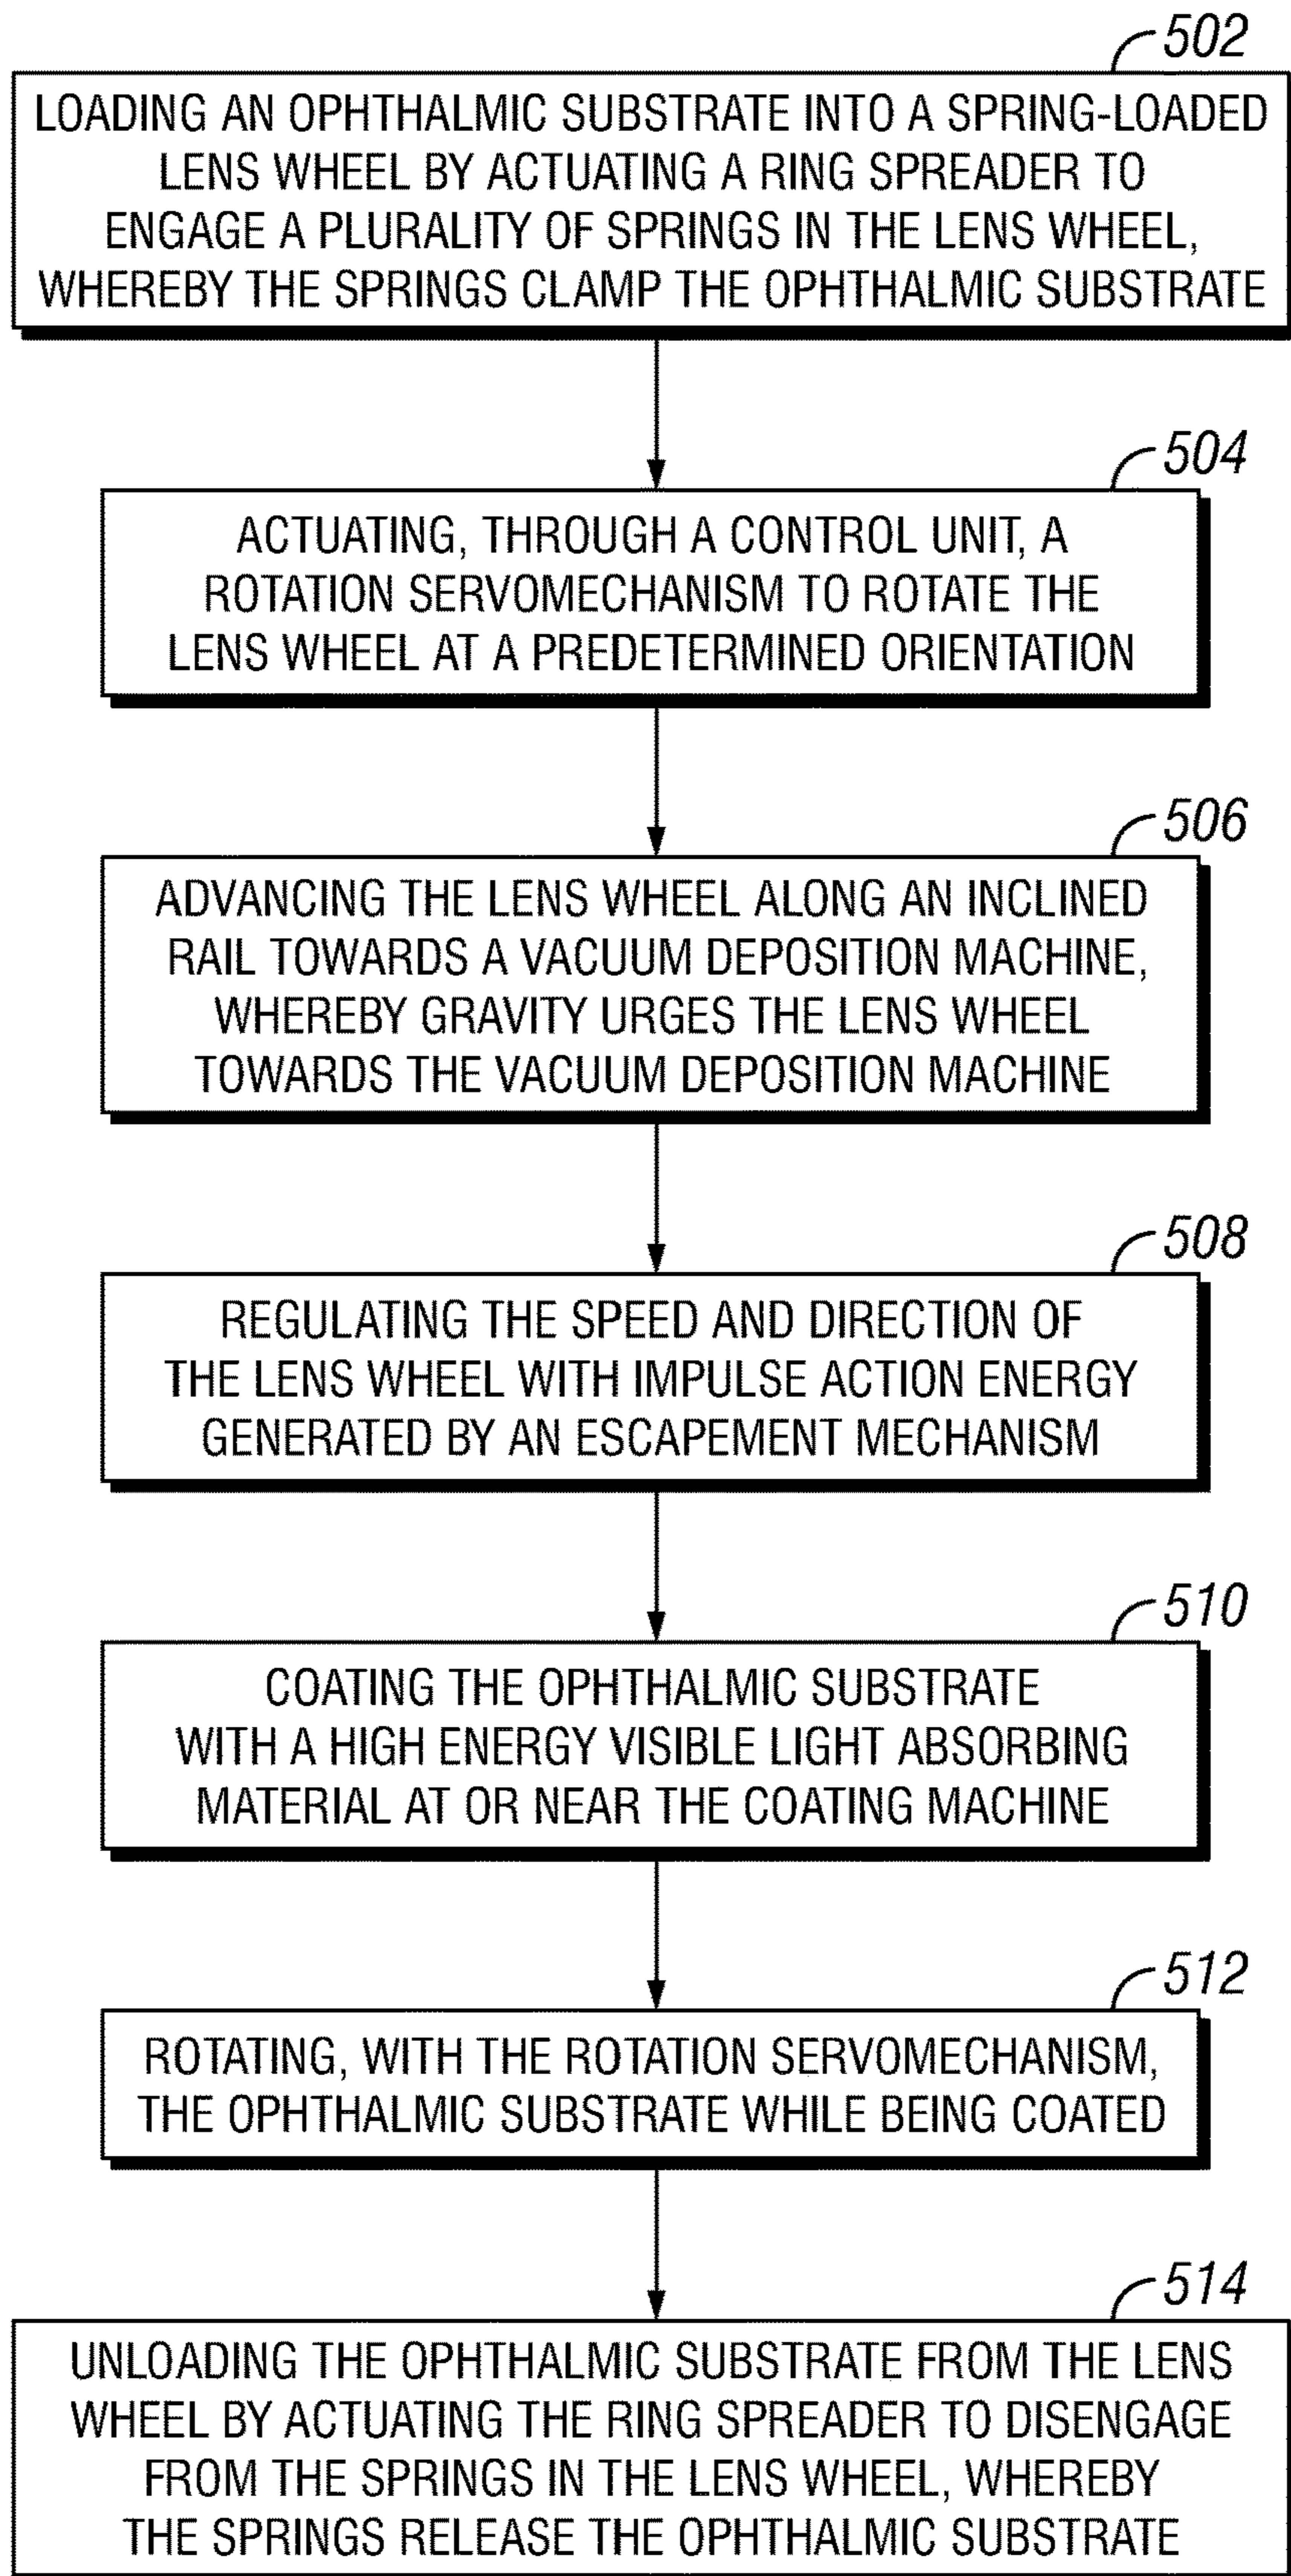 502
LOADING AN OPHTHALMIC SUBSTRATE INTO A SPRING-LOADED
LENS WHEEL BY ACTUATING A RING SPREADER TO
ENGAGE A PLURALITY OF SPRINGS IN THE LENS WHEEL,
WHEREBY THE SPRINGS CLAMP THE OPHTHALMIC SUBSTRATE
504
ACTUATING, THROUGH A CONTROL UNIT, A
ROTATION SERVOMECHANISM TO ROTATE THE
LENS WHEEL AT A PREDETERMINED ORIENTATION
506
ADVANCING THE LENS WHEEL ALONG AN INCLINED
RAIL TOWARDS A VACUUM DEPOSITION MACHINE,
WHEREBY GRAVITY URGES THE LENS WHEEL
TOWARDS THE VACUUM DEPOSITION MACHINE
508
REGULATING THE SPEED AND DIRECTION OF
THE LENS WHEEL WITH IMPULSE ACTION ENERGY
GENERATED BY AN ESCAPEMENT MECHANISM
510
COATING THE OPHTHALMIC SUBSTRATE
WITH A HIGH ENERGY VISIBLE LIGHT ABSORBING
MATERIAL AT OR NEAR THE COATING MACHINE
512
ROTATING, WITH THE ROTATION SERVOMECHANISM,
THE OPHTHALMIC SUBSTRATE WHILE BEING COATED
514
UNLOADING THE OPHTHALMIC SUBSTRATE FROM THE LENS
WHEEL BY ACTUATING THE RING SPREADER TO DISENGAGE
FROM THE SPRINGS IN THE LENS WHEEL, WHEREBY
THE SPRINGS RELEASE THE OPHTHALMIC SUBSTRATE